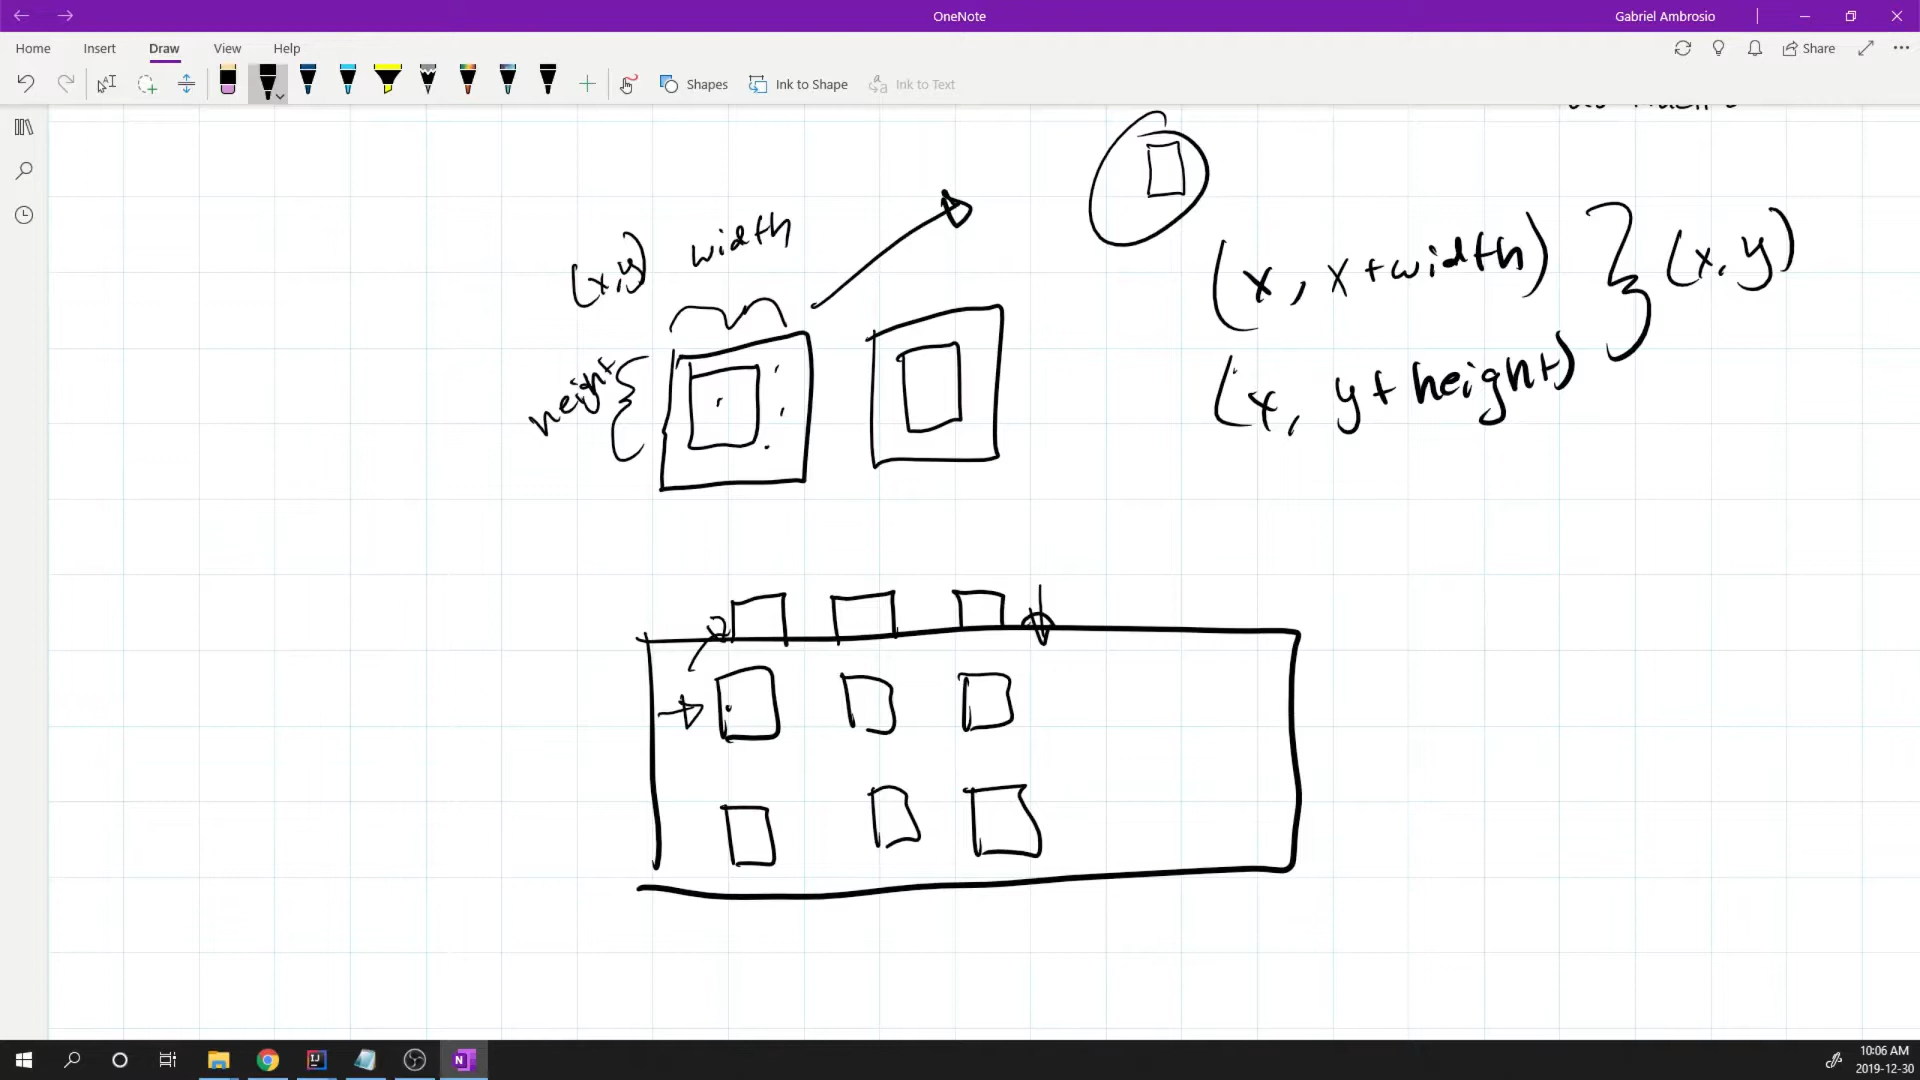 OneNote
Gabriel Ambrosio
Home Insert Draw View Help
Share
Shapes
Ink to Shape
Ink to Text
(x,y) width
height
(x, x+width)
(x, y+height)
(x, y)
10:06 AM
2019-12-30